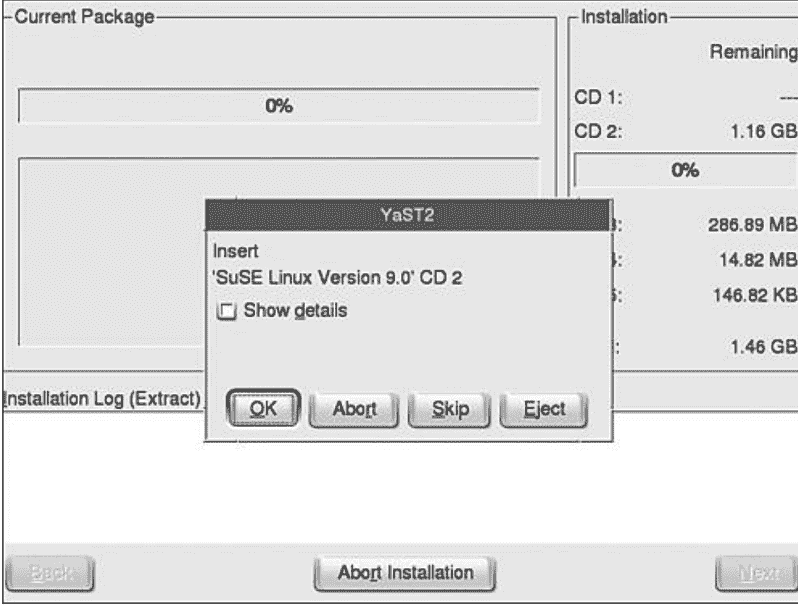 Current Package
Installation
Remaining
0%
CD 1: ---
CD 2: 1.16 GB
0%
YaST2
Insert
'SuSE Linux Version 9.0' CD 2
Show details
OK Abort Skip Eject
: 286.89 MB
: 14.82 MB
: 146.82 KB
: 1.46 GB
Installation Log (Extract)
Back Abort Installation Next